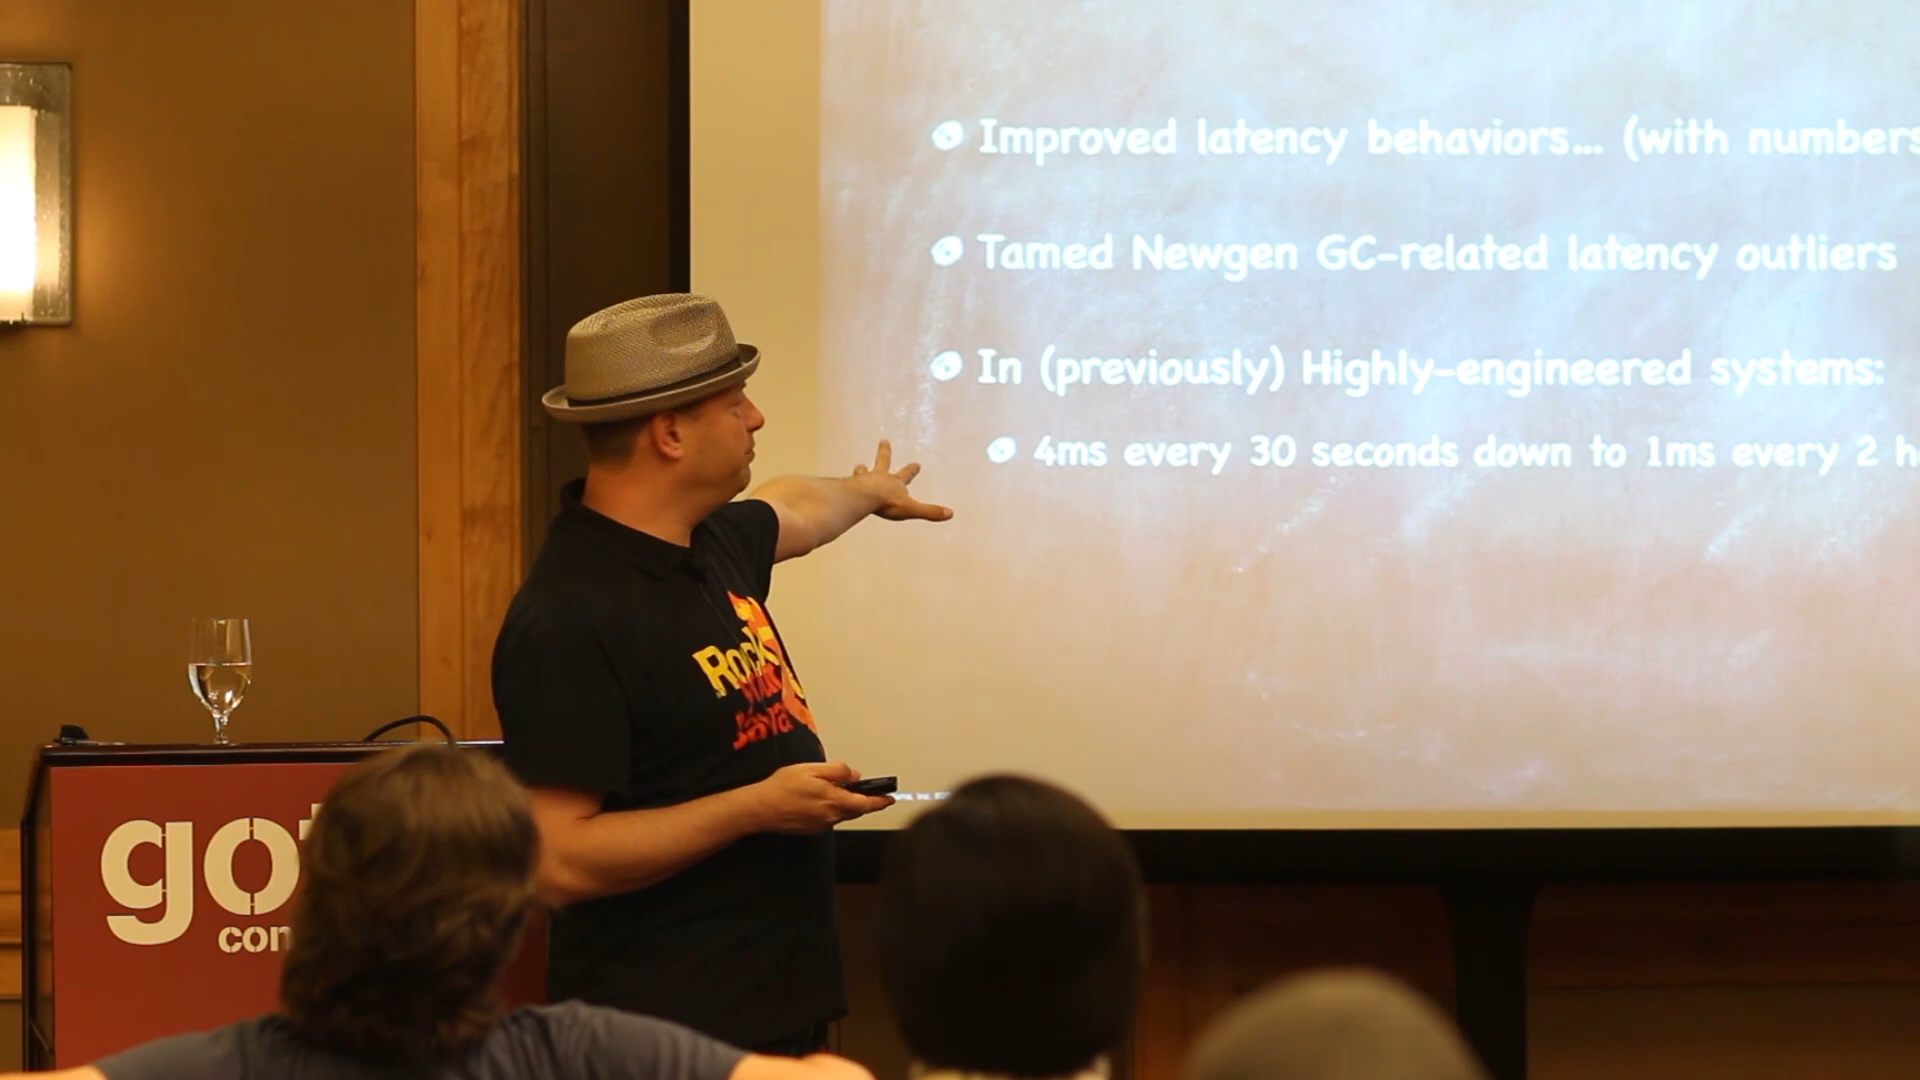 Improved latency behaviors... (with numbers
Tamed Newgen GC-related latency outliers
In (previously) Highly-engineered systems:
4ms every 30 seconds down to 1ms every 2 h
Rock
Java
got
con